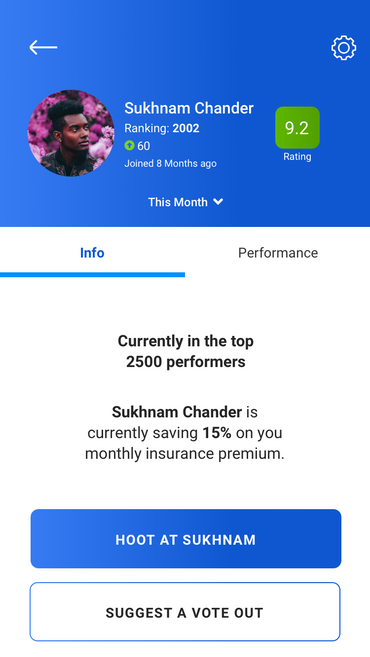 Sukhnam Chander
Ranking: 2002
60
Joined 8 Months ago
9.2
Rating
This Month
Info
Performance
Currently in the top
2500 performers
Sukhnam Chander is
currently saving 15% on you
monthly insurance premium.
HOOT AT SUKHNAM
SUGGEST A VOTE OUT